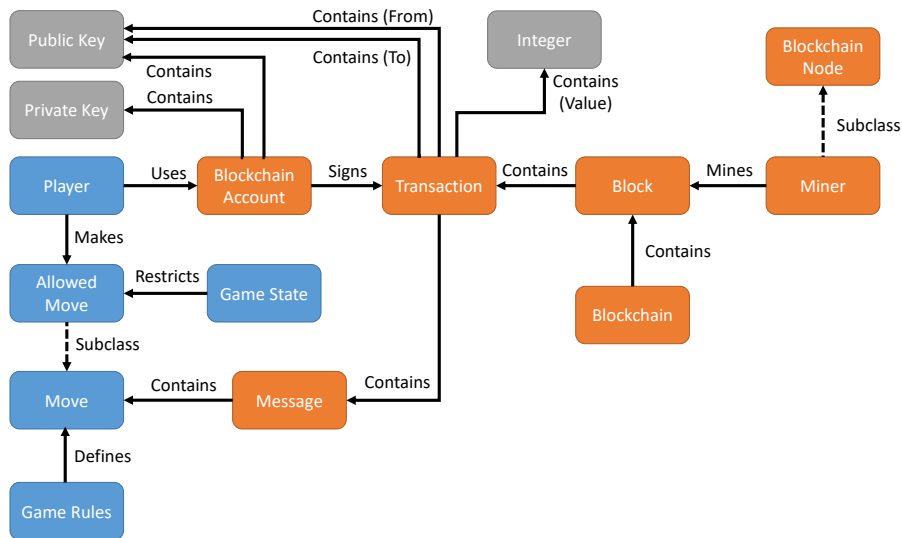 Contains (From)
Public Key
Contains (To)
Integer
Blockchain
Node
Contains
Contains
(Value)
Contains
Private Key
Subclass
Player
Uses
Blockchain
Account
Signs
Transaction
Contains
Block
Mines
Miner
Makes
Contains
Allowed
Move
Restricts
Game State
Blockchain
Subclass
Move
Contains
Message
Contains
Defines
Game Rules